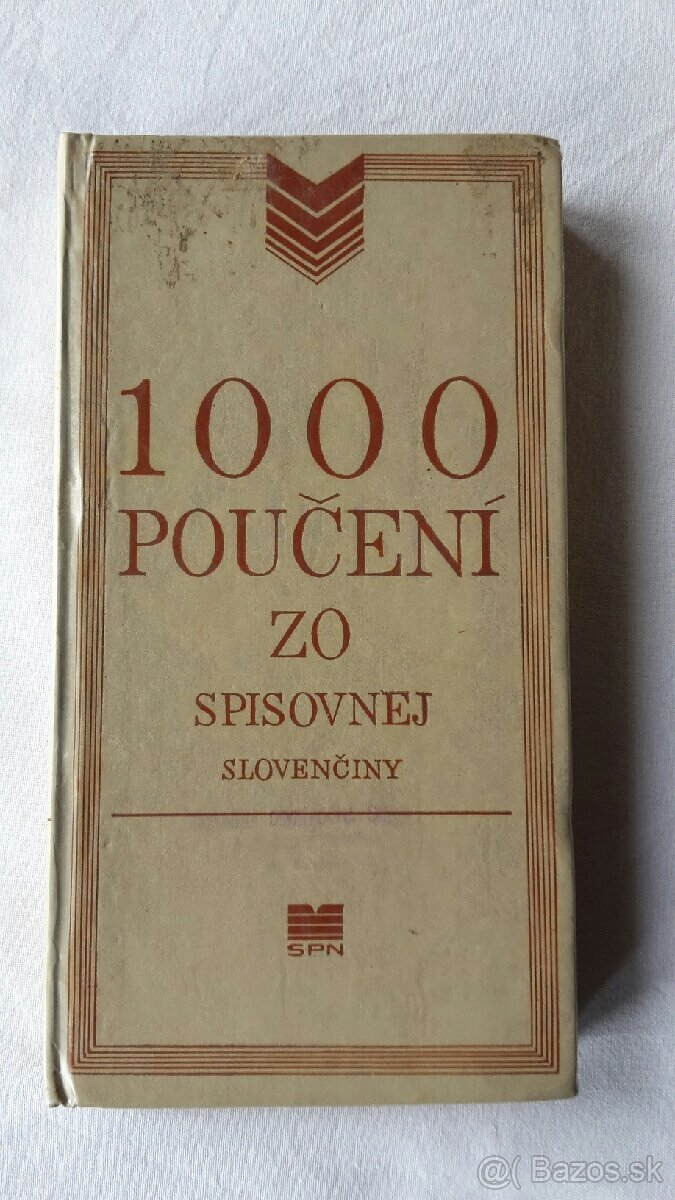 1000
POUČENÍ
ZO
SPISOVNEJ
SLOVENČINY
SPN
@( Bazos.sk